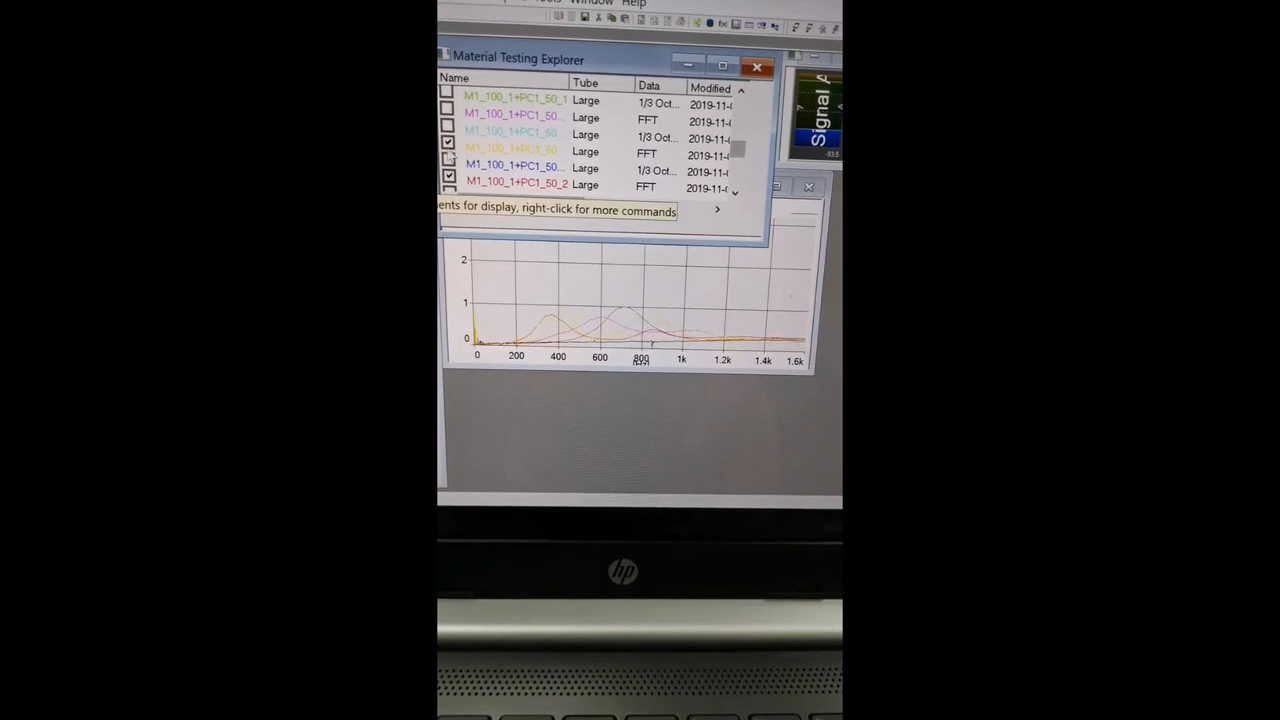 Tools Window Help
Material Testing Explorer
Name Tube Data Modified
M1_100_1+PC1_50_1 Large 1/3 Oct... 2019-11-
M1_100_1+PC1_50... Large FFT 2019-11-
M1_100_1+PC1_50... Large 1/3 Oct... 2019-11-
M1_100_1+PC1_50 Large FFT 2019-11-
M1_100_1+PC1_50... Large 1/3 Oct... 2019-11-
M1_100_1+PC1_50_2 Large FFT 2019-11-
ents for display, right-click for more commands
Signal A
-93.5
2
1
0
0 200 400 600 800 1k 1.2k 1.4k 1.6k
(Hz)
hp